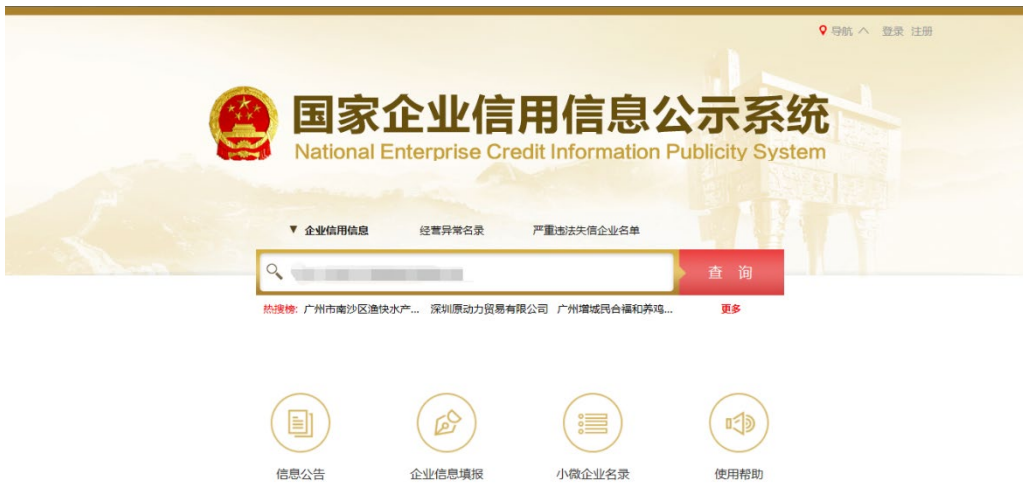 导航 登录 注册
国家企业信用信息公示系统
National Enterprise Credit Information Publicity System
▼ 企业信用信息 经营异常名录 严重违法失信企业名单
查 询
热搜榜: 广州市南沙区渔快水产... 深圳原动力贸易有限公司 广州增城民合福和养鸡... 更多
信息公告 企业信息填报 小微企业名录 使用帮助